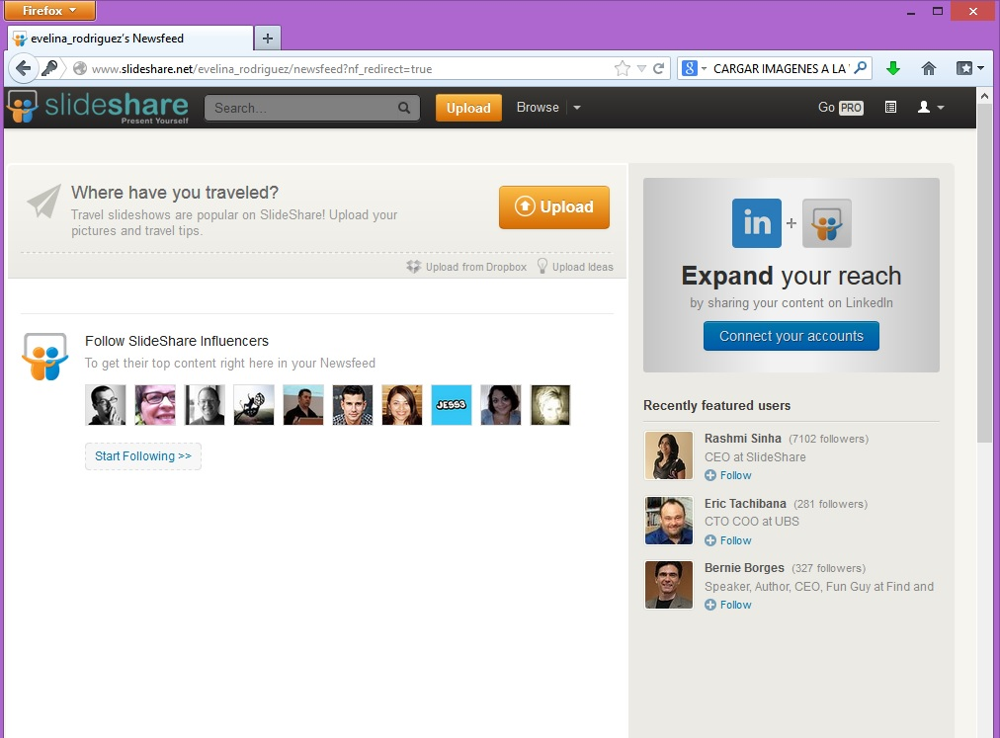 Firefox
evelina_rodriguez's Newsfeed
www.slideshare.net/evelina_rodriguez/newsfeed?nf_redirect=true
CARGAR IMAGENES A LA
slideshare
Present Yourself
Search...
Upload
Browse
Go PRO
Where have you traveled?
Travel slideshows are popular on SlideShare! Upload your
pictures and travel tips.
Upload
Upload from Dropbox
Upload Ideas
Follow SlideShare Influencers
To get their top content right here in your Newsfeed
JESS3
Start Following >>
in
+
Expand your reach
by sharing your content on LinkedIn
Connect your accounts
Recently featured users
Rashmi Sinha (7102 followers)
CEO at SlideShare
Follow
Eric Tachibana (281 followers)
CTO COO at UBS
Follow
Bernie Borges (327 followers)
Speaker, Author, CEO, Fun Guy at Find and
Follow